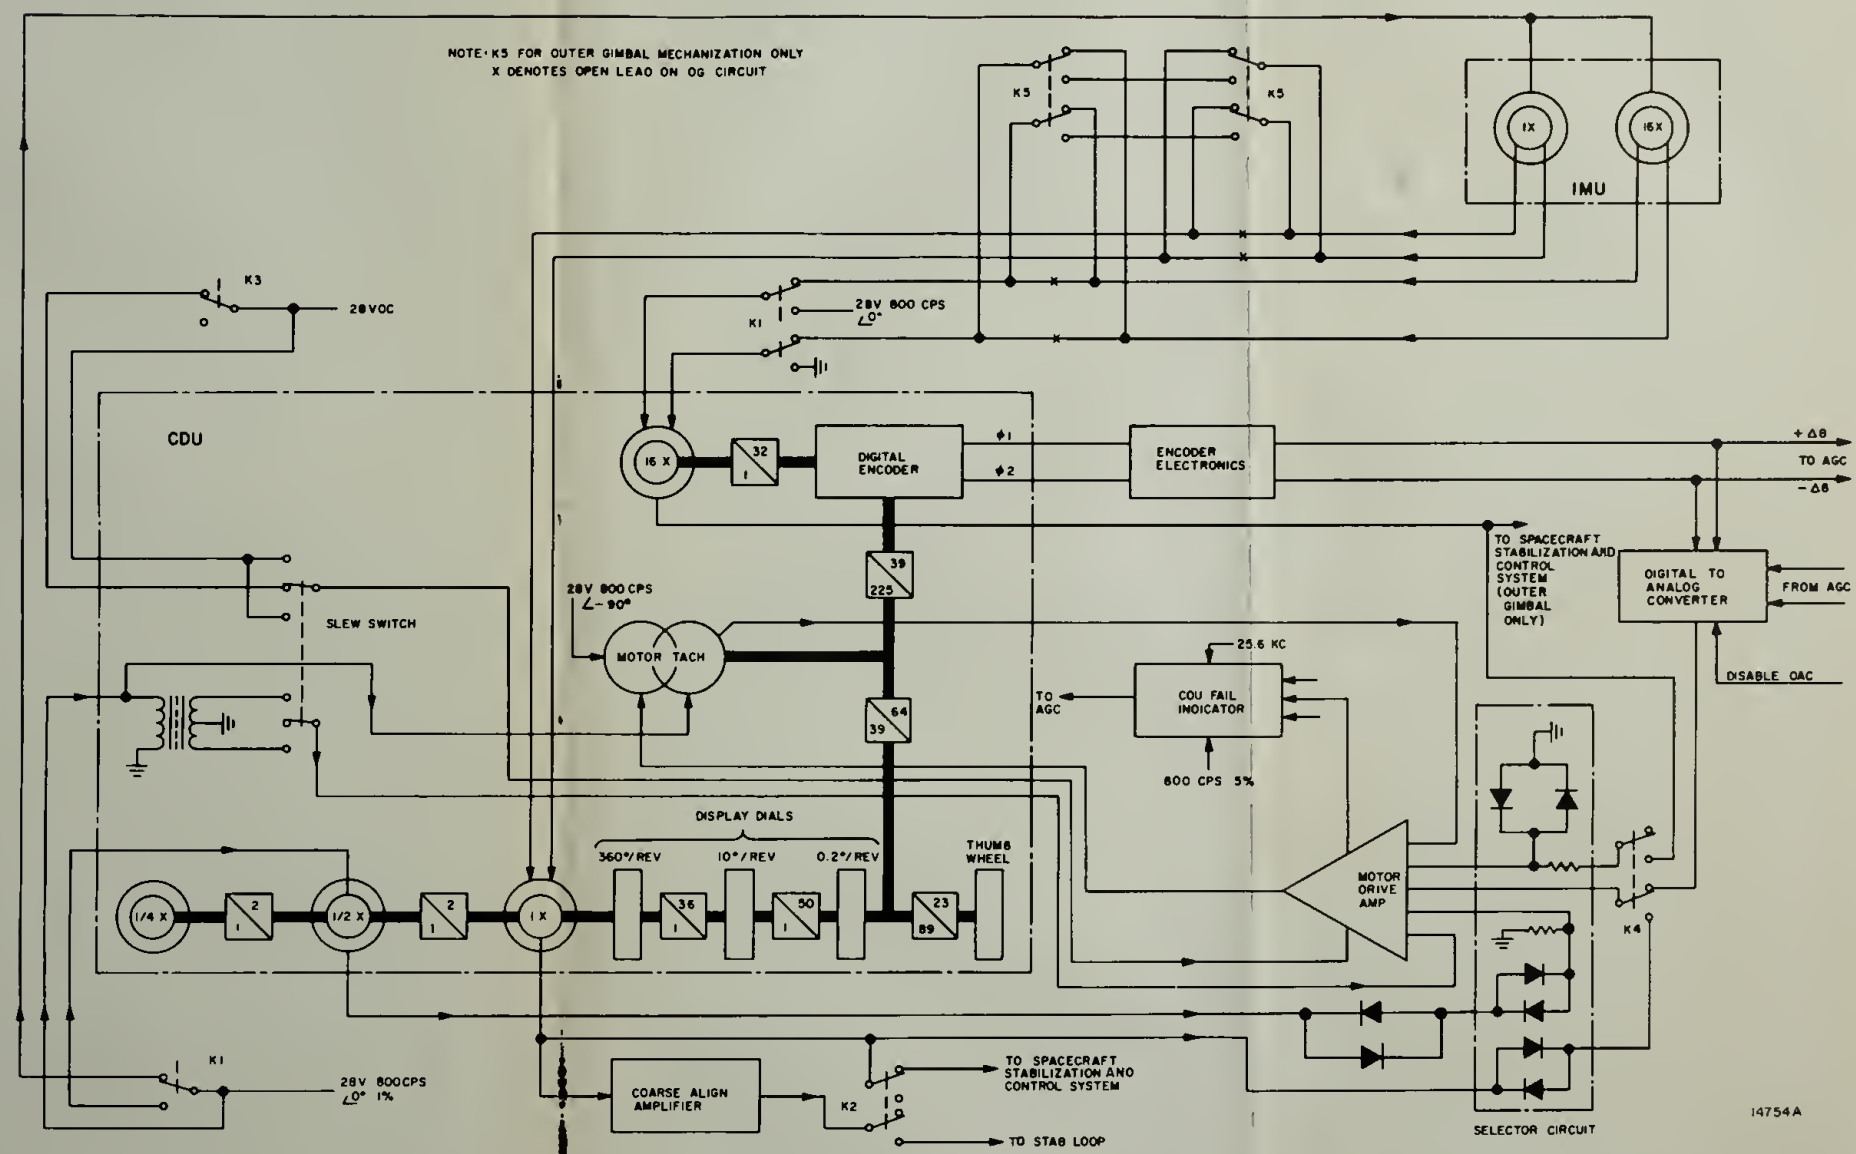 NOTE: K5 FOR OUTER GIMBAL MECHANIZATION ONLY
X DENOTES OPEN LEAD ON OG CIRCUIT
K5
K5
1X
16X
IMU
K3
28VDC
K1
28V 800 CPS
∠0°
CDU
16 X
32
1
DIGITAL
ENCODER
ϕ1
ϕ2
ENCODER
ELECTRONICS
+ Δθ
TO AGC
- Δθ
TO SPACECRAFT
STABILIZATION AND
CONTROL
SYSTEM
(OUTER
GIMBAL
ONLY)
DIGITAL TO
ANALOG
CONVERTER
FROM AGC
DISABLE DAC
39
225
28V 800 CPS
∠-90°
SLEW SWITCH
MOTOR TACH
25.6 KC
TO
AGC
CDU FAIL
INDICATOR
800 CPS 5%
64
39
DISPLAY DIALS
360°/REV
10°/REV
0.2°/REV
THUMB
WHEEL
MOTOR
DRIVE
AMP
K4
1/4 X
2
1
1/2 X
2
1
1 X
36
1
50
1
23
89
K1
28V 800CPS
∠0° 1%
COARSE ALIGN
AMPLIFIER
K2
TO SPACECRAFT
STABILIZATION AND
CONTROL SYSTEM
TO STAB LOOP
SELECTOR CIRCUIT
14754A